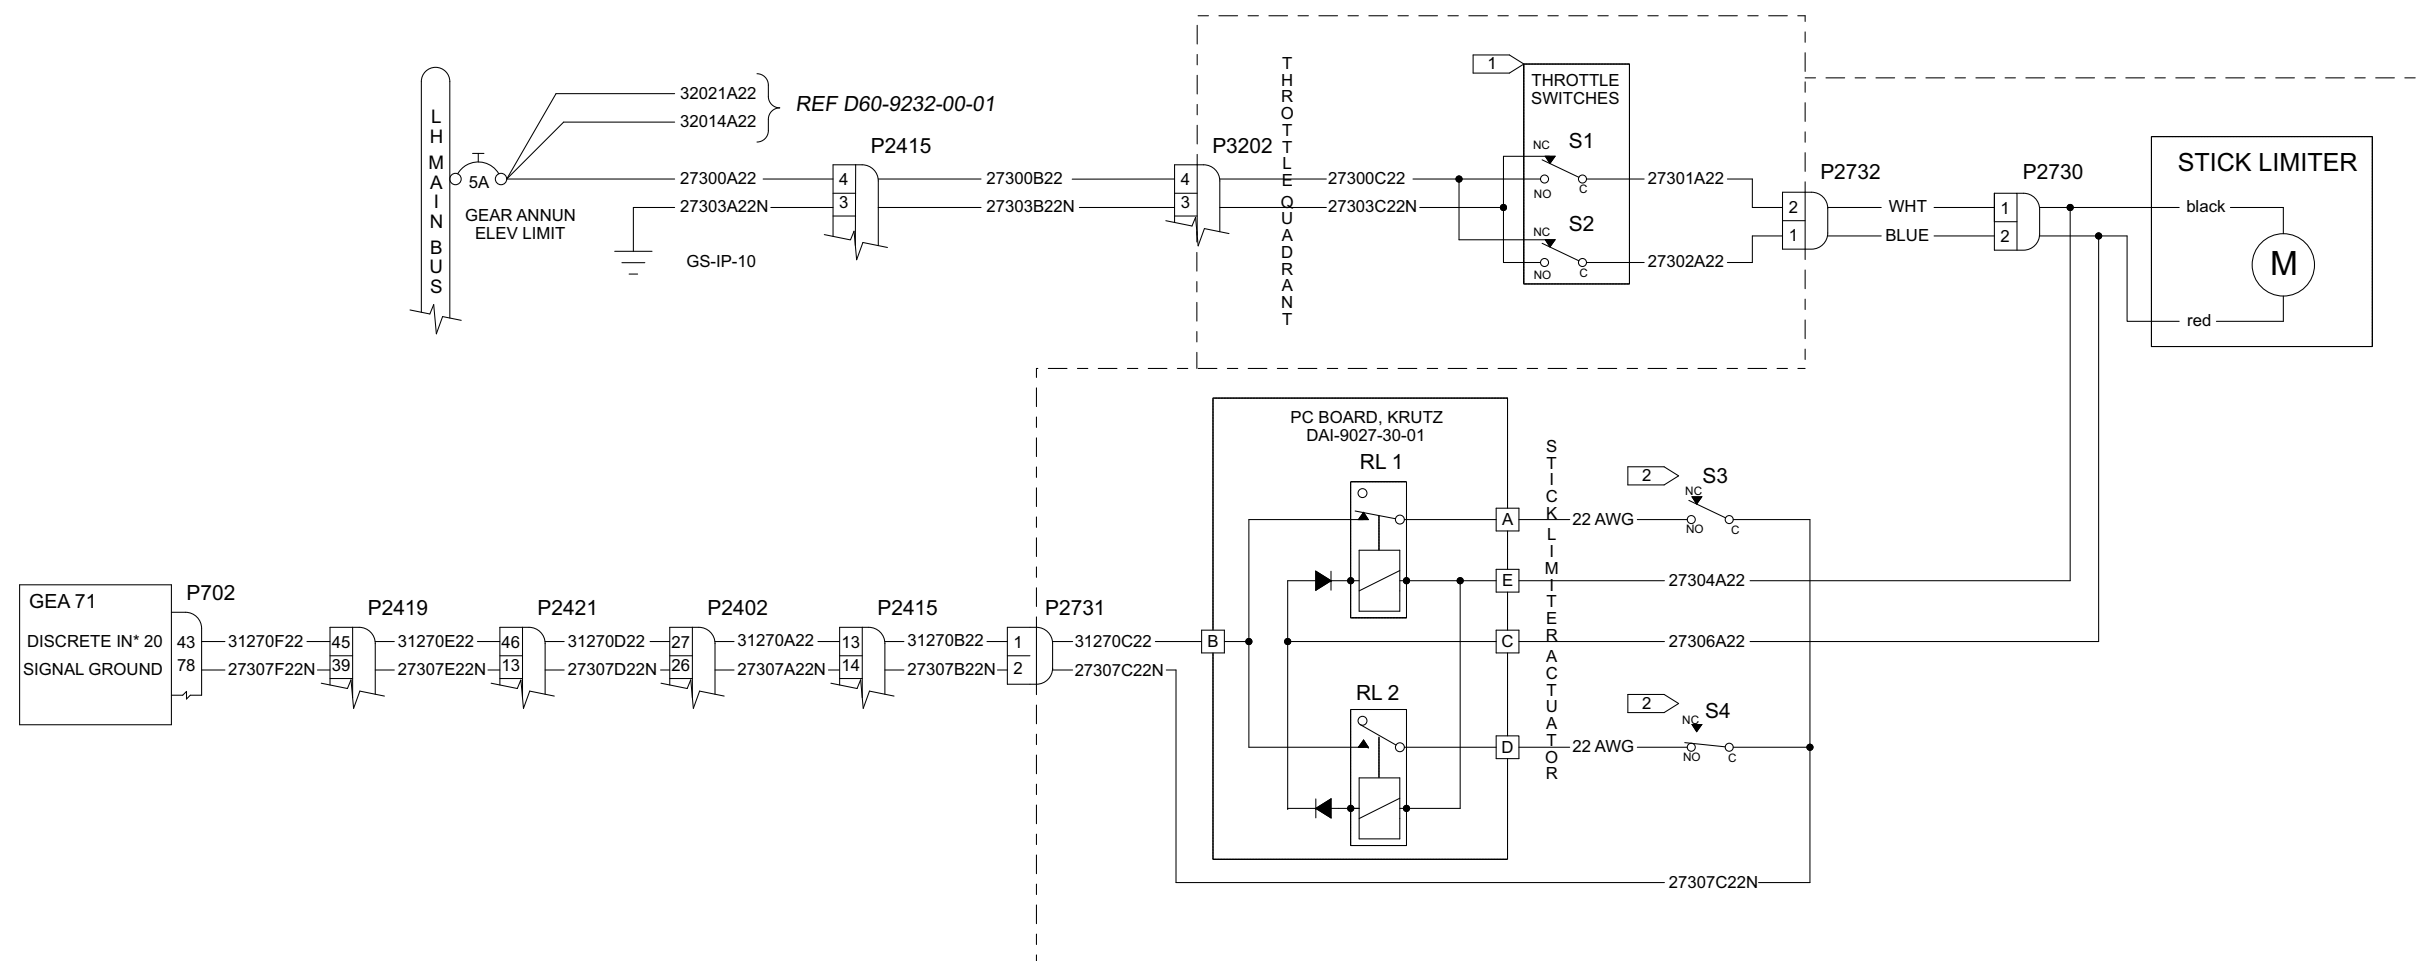 LH MAIN BUS
5A
GEAR ANNUN
ELEV LIMIT
32021A22
32014A22
REF D60-9232-00-01
27300A22
27303A22N
GS-IP-10
P2415
4
3
27300B22
27303B22N
P3202
4
3
THROTTLE QUADRANT
27300C22
27303C22N
1
THROTTLE
SWITCHES
S1
NC
NO
C
S2
NC
NO
C
27301A22
27302A22
P2732
2
1
WHT
BLUE
P2730
1
2
STICK LIMITER
black
M
red
PC BOARD, KRUTZ
DAI-9027-30-01
RL 1
RL 2
A
E
C
D
B
STICK LIMITER ACTUATOR
2
S3
NC
NO
C
22 AWG
27304A22
27306A22
2
S4
NC
NO
C
22 AWG
27307C22N
GEA 71
DISCRETE IN* 20
SIGNAL GROUND
P702
43
78
31270F22
27307F22N
P2419
45
39
31270E22
27307E22N
P2421
46
13
31270D22
27307D22N
P2402
27
26
31270A22
27307A22N
P2415
13
14
31270B22
27307B22N
P2731
1
2
31270C22
27307C22N